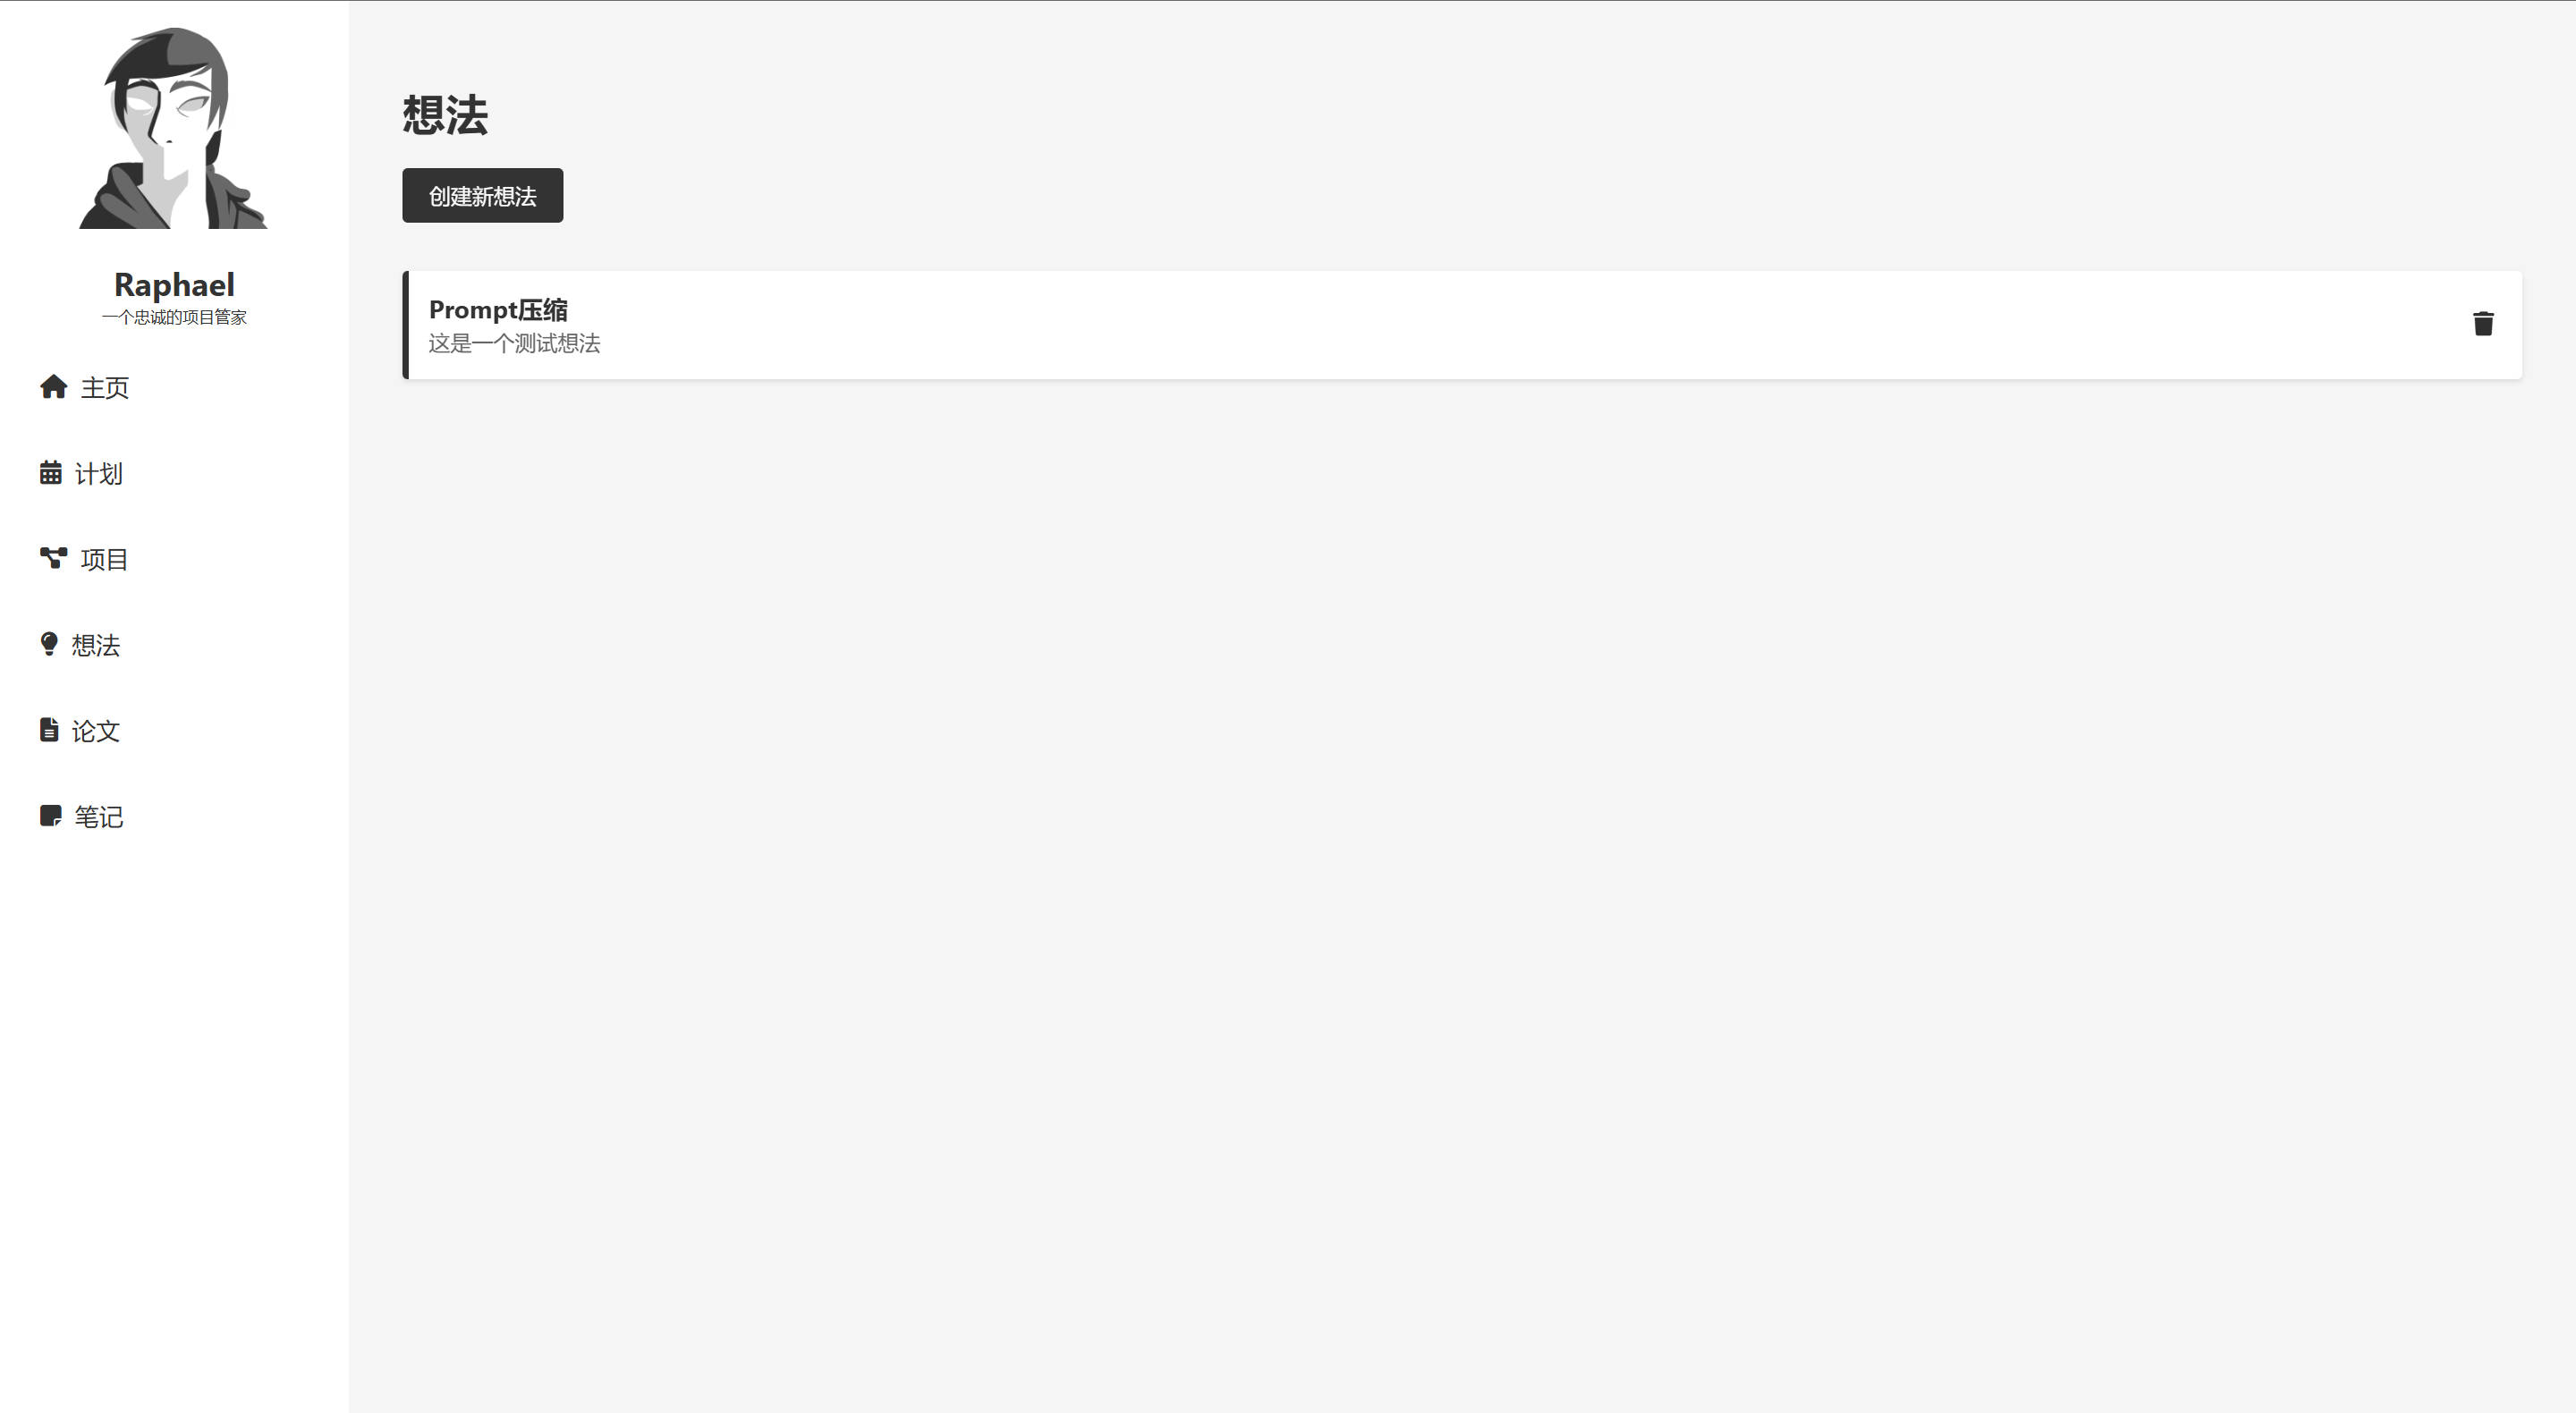 Raphael
一个忠诚的项目管家
主页
计划
项目
想法
论文
笔记
想法
创建新想法
Prompt压缩
这是一个测试想法